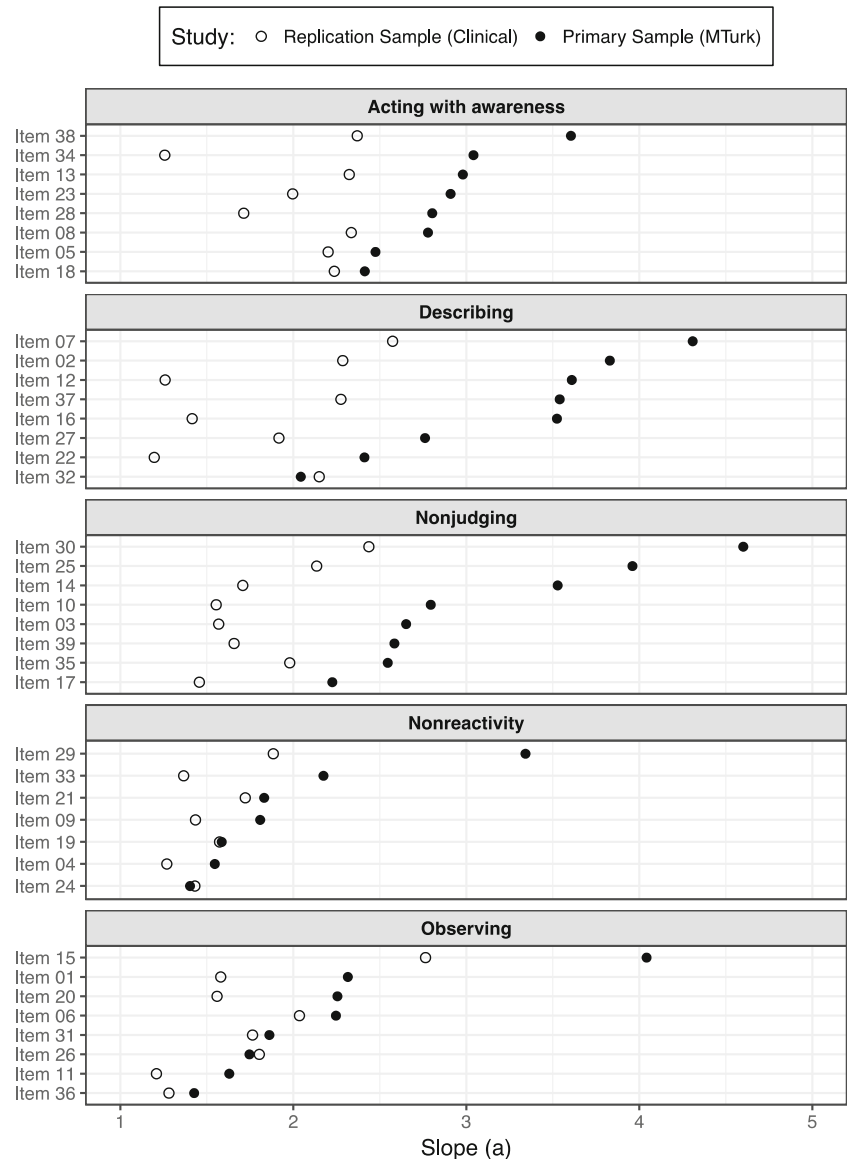 Study: Replication Sample (Clinical) Primary Sample (MTurk)
Acting with awareness
Item 38
Item 34
Item 13
Item 23
Item 28
Item 08
Item 05
Item 18
Describing
Item 07
Item 02
Item 12
Item 37
Item 16
Item 27
Item 22
Item 32
Nonjudging
Item 30
Item 25
Item 14
Item 10
Item 03
Item 39
Item 35
Item 17
Nonreactivity
Item 29
Item 33
Item 21
Item 09
Item 19
Item 04
Item 24
Observing
Item 15
Item 01
Item 20
Item 06
Item 31
Item 26
Item 11
Item 36
1 2 3 4 5
Slope (a)